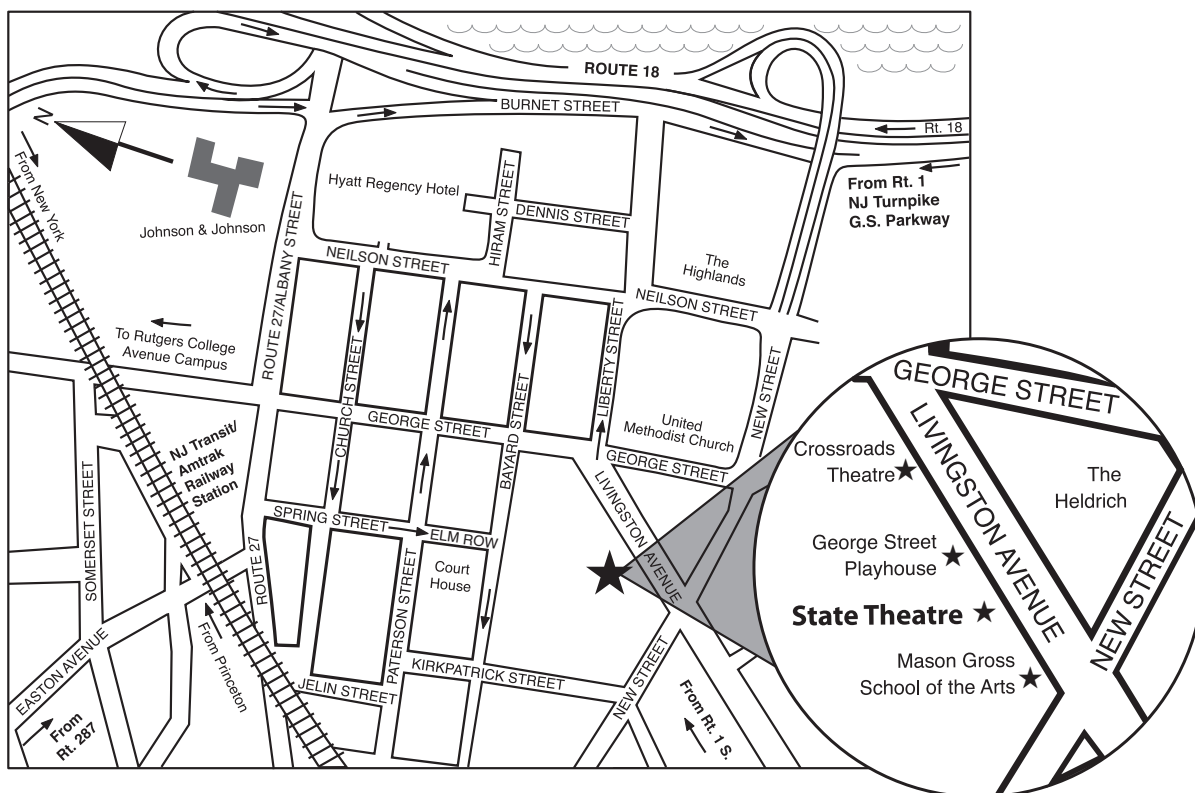 ROUTE 18
BURNET STREET
Rt. 18
N
From New York
Johnson & Johnson
Hyatt Regency Hotel
HIRAM STREET
DENNIS STREET
From Rt. 1
NJ Turnpike
G.S. Parkway
ROUTE 27/ALBANY STREET
NEILSON STREET
The
Highlands
NEILSON STREET
To Rutgers College
Avenue Campus
CHURCH STREET
BAYARD STREET
LIBERTY STREET
NEW STREET
GEORGE STREET
United
Methodist Church
GEORGE STREET
NJ Transit/
Amtrak
Railway
Station
SOMERSET STREET
SPRING STREET
ELM ROW
LIVINGSTON AVENUE
ROUTE 27
PATERSON STREET
Court
House
EASTON AVENUE
From Princeton
From
Rt. 287
JELIN STREET
KIRKPATRICK STREET
NEW STREET
From Rt. 1 S.
GEORGE STREET
LIVINGSTON AVENUE
Crossroads
Theatre
The
Heldrich
George Street
Playhouse
State Theatre
NEW STREET
Mason Gross
School of the Arts